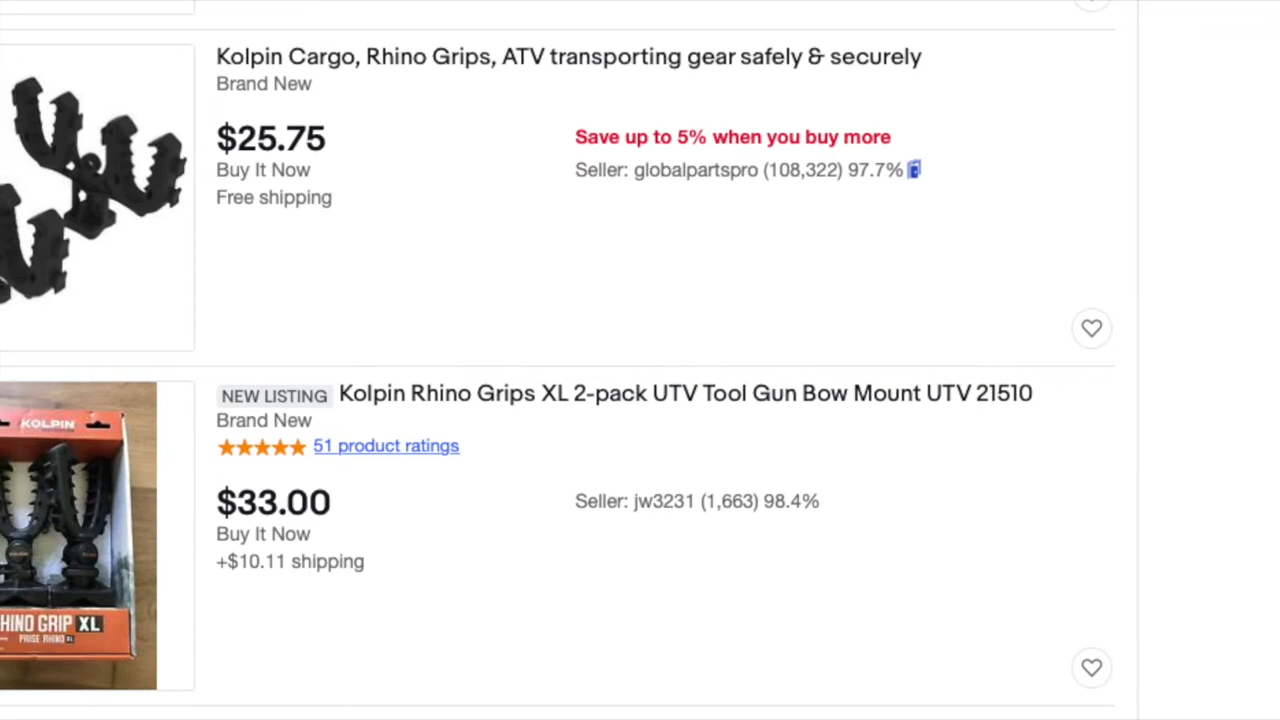 Kolpin Cargo, Rhino Grips, ATV transporting gear safely & securely
Brand New
$25.75
Save up to 5% when you buy more
Buy It Now
Seller: globalpartspro (108,322) 97.7%
Free shipping
NEW LISTING Kolpin Rhino Grips XL 2-pack UTV Tool Gun Bow Mount UTV 21510
Brand New
51 product ratings
$33.00
Seller: jw3231 (1,663) 98.4%
Buy It Now
+$10.11 shipping
KOLPIN
HINO GRIP XL
PRISE RHINO XL